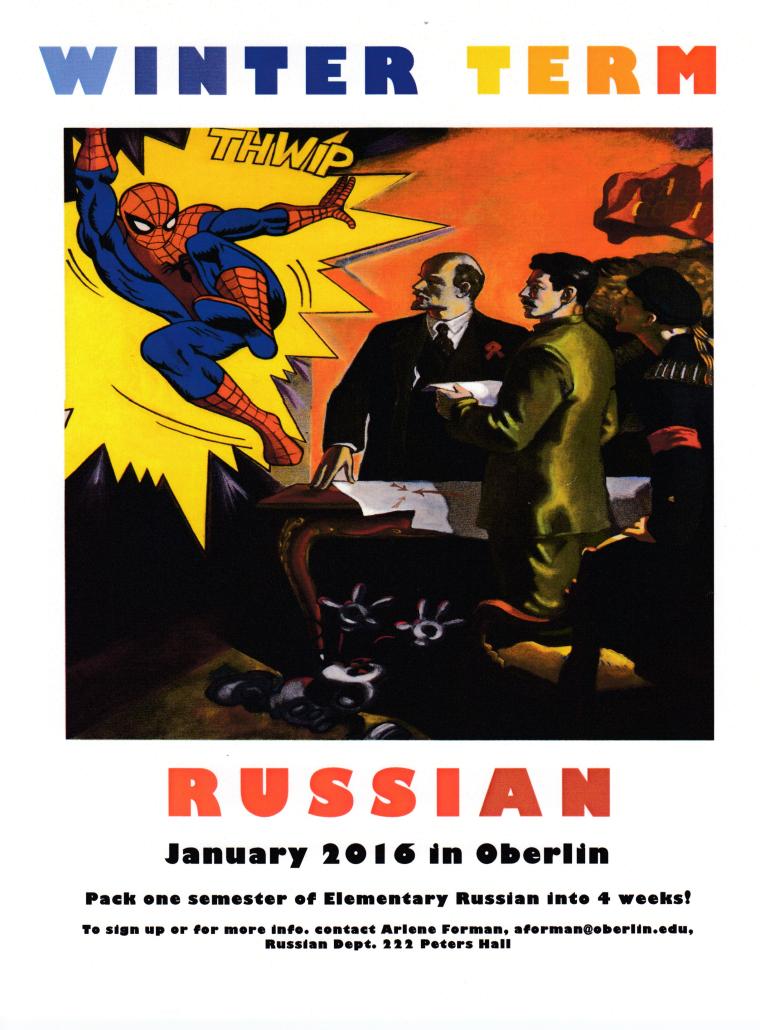 WINTER TERM
THWIP
RUSSIAN
January 2016 in Oberlin
Pack one semester of Elementary Russian into 4 weeks!
To sign up or for more info. contact Arlene Forman, aforman@oberlin.edu,
Russian Dept. 222 Peters Hall